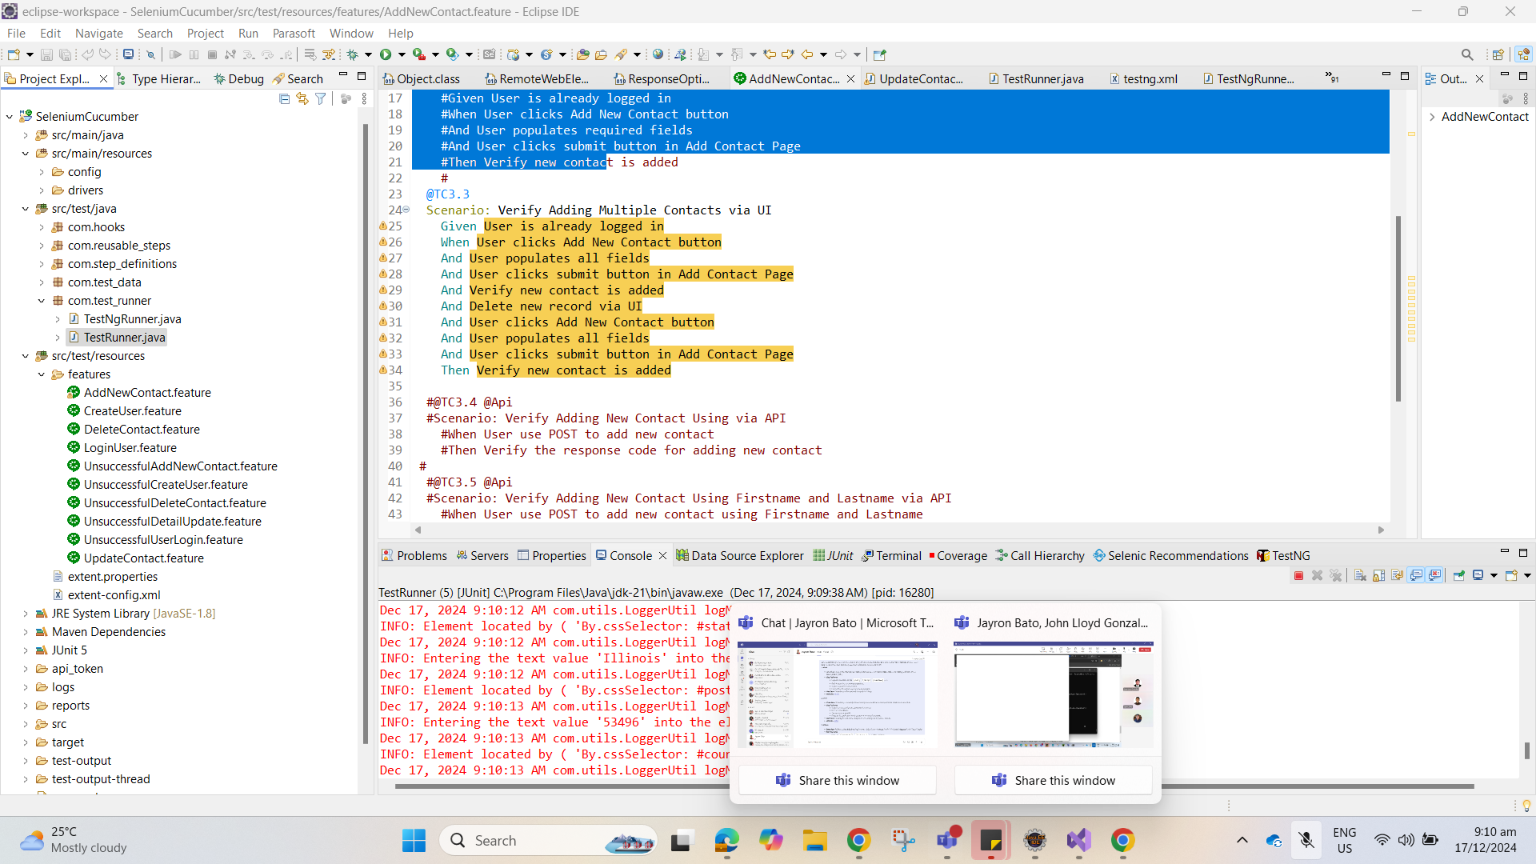 eclipse-workspace - SeleniumCucumber/src/test/resources/features/AddNewContact.feature - Eclipse IDE
File Edit Navigate Search Project Run Parasoft Window Help
Project Expl... Type Hierar... Debug Search
Object.class RemoteWebEle... ResponseOpti... AddNewContac... UpdateContac... TestRunner.java testng.xml TestNgRunne... »91 Out...
SeleniumCucumber
src/main/java
src/main/resources
config
drivers
src/test/java
com.hooks
com.reusable_steps
com.step_definitions
com.test_data
com.test_runner
TestNgRunner.java
TestRunner.java
src/test/resources
features
AddNewContact.feature
CreateUser.feature
DeleteContact.feature
LoginUser.feature
UnsuccessfulAddNewContact.feature
UnsuccessfulCreateUser.feature
UnsuccessfulDeleteContact.feature
UnsuccessfulDetailUpdate.feature
UnsuccessfulUserLogin.feature
UpdateContact.feature
extent.properties
extent-config.xml
JRE System Library [JavaSE-1.8]
Maven Dependencies
JUnit 5
api_token
logs
reports
src
target
test-output
test-output-thread
17 #Given User is already logged in
18 #When User clicks Add New Contact button
19 #And User populates required fields
20 #And User clicks submit button in Add Contact Page
21 #Then Verify new contact is added
22 #
23 @TC3.3
24 Scenario: Verify Adding Multiple Contacts via UI
25 Given User is already logged in
26 When User clicks Add New Contact button
27 And User populates all fields
28 And User clicks submit button in Add Contact Page
29 And Verify new contact is added
30 And Delete new record via UI
31 And User clicks Add New Contact button
32 And User populates all fields
33 And User clicks submit button in Add Contact Page
34 Then Verify new contact is added
35
36 #@TC3.4 @Api
37 #Scenario: Verify Adding New Contact Using via API
38 #When User use POST to add new contact
39 #Then Verify the response code for adding new contact
40 #
41 #@TC3.5 @Api
42 #Scenario: Verify Adding New Contact Using Firstname and Lastname via API
43 #When User use POST to add new contact using Firstname and Lastname
AddNewContact
Problems Servers Properties Console Data Source Explorer JUnit Terminal Coverage Call Hierarchy Selenic Recommendations TestNG
TestRunner (5) [JUnit] C:\Program Files\Java\jdk-21\bin\javaw.exe (Dec 17, 2024, 9:09:38 AM) [pid: 16280]
Dec 17, 2024 9:10:12 AM com.utils.LoggerUtil logM
INFO: Element located by ( 'By.cssSelector: #stat
Dec 17, 2024 9:10:12 AM com.utils.LoggerUtil logM
INFO: Entering the text value 'Illinois' into the
Dec 17, 2024 9:10:12 AM com.utils.LoggerUtil logM
INFO: Element located by ( 'By.cssSelector: #post
Dec 17, 2024 9:10:13 AM com.utils.LoggerUtil logM
INFO: Entering the text value '53496' into the el
Dec 17, 2024 9:10:13 AM com.utils.LoggerUtil logM
INFO: Element located by ( 'By.cssSelector: #cour
Dec 17, 2024 9:10:13 AM com.utils.LoggerUtil logM
Chat | Jayron Bato | Microsoft T...
Jayron Bato, John Lloyd Gonzal...
Share this window
Share this window
25°C
Mostly cloudy
Search
ENG
US
9:10 am
17/12/2024